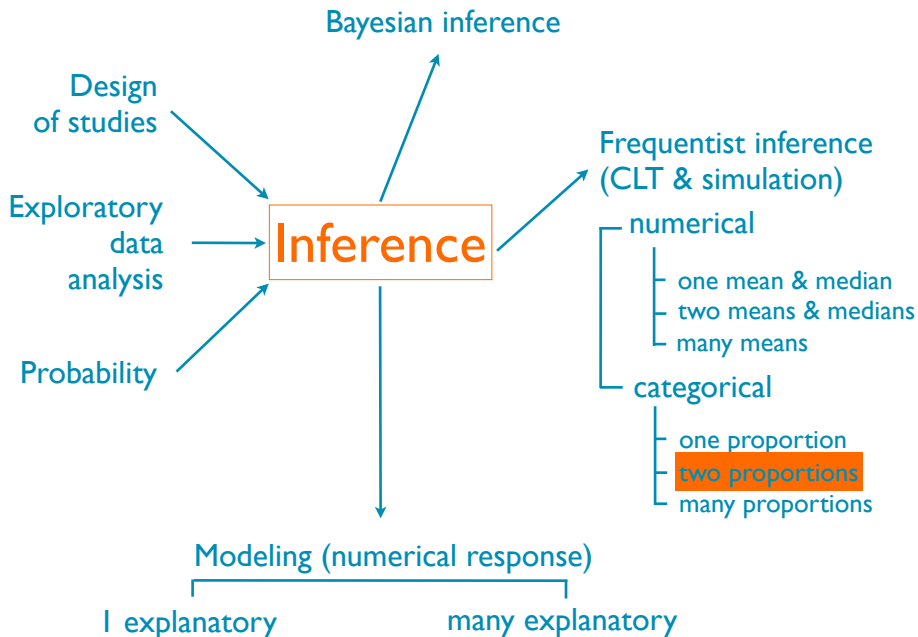 Bayesian inference
Design
of studies
Exploratory
data
analysis
Probability
Inference
Frequentist inference
(CLT & simulation)
numerical
one mean & median
two means & medians
many means
categorical
one proportion
two proportions
many proportions
Modeling (numerical response)
1 explanatory
many explanatory